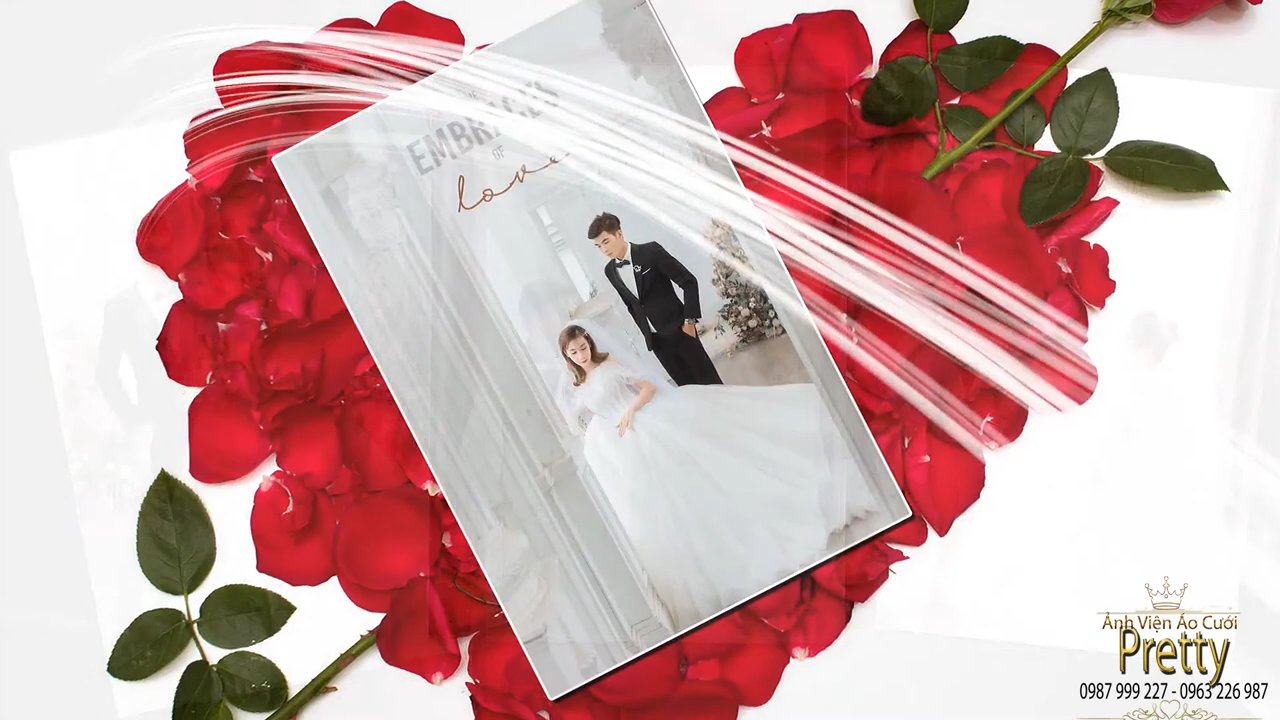 EMBRACES
OF
love
Ảnh Viện Áo Cưới
Pretty
0987 999 227 - 0963 226 987